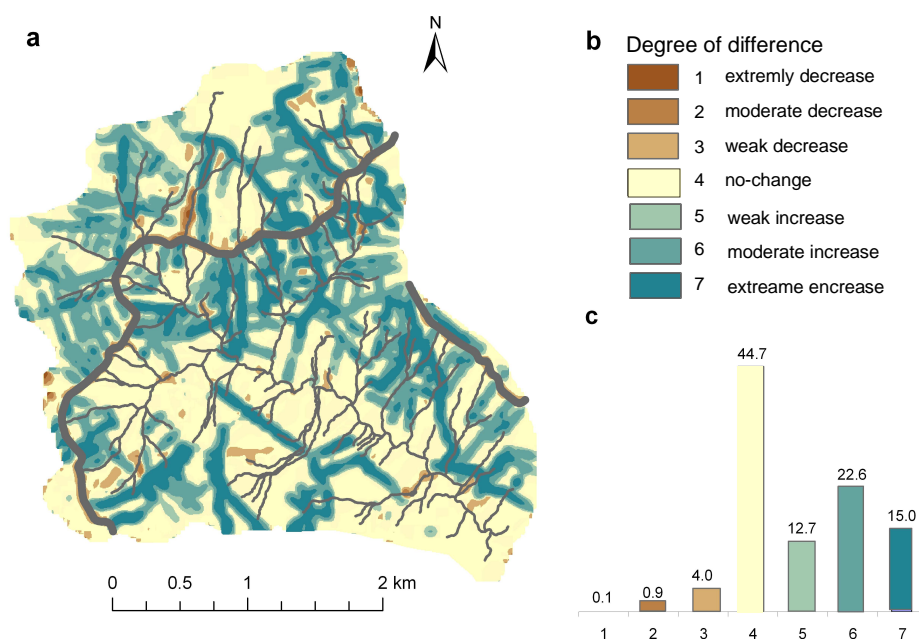 a
N
0 0.5 1 2 km
b
Degree of difference
1 extremly decrease
2 moderate decrease
3 weak decrease
4 no-change
5 weak increase
6 moderate increase
7 extreame encrease
c
44.7
22.6
15.0
12.7
4.0
0.9
0.1
1 2 3 4 5 6 7